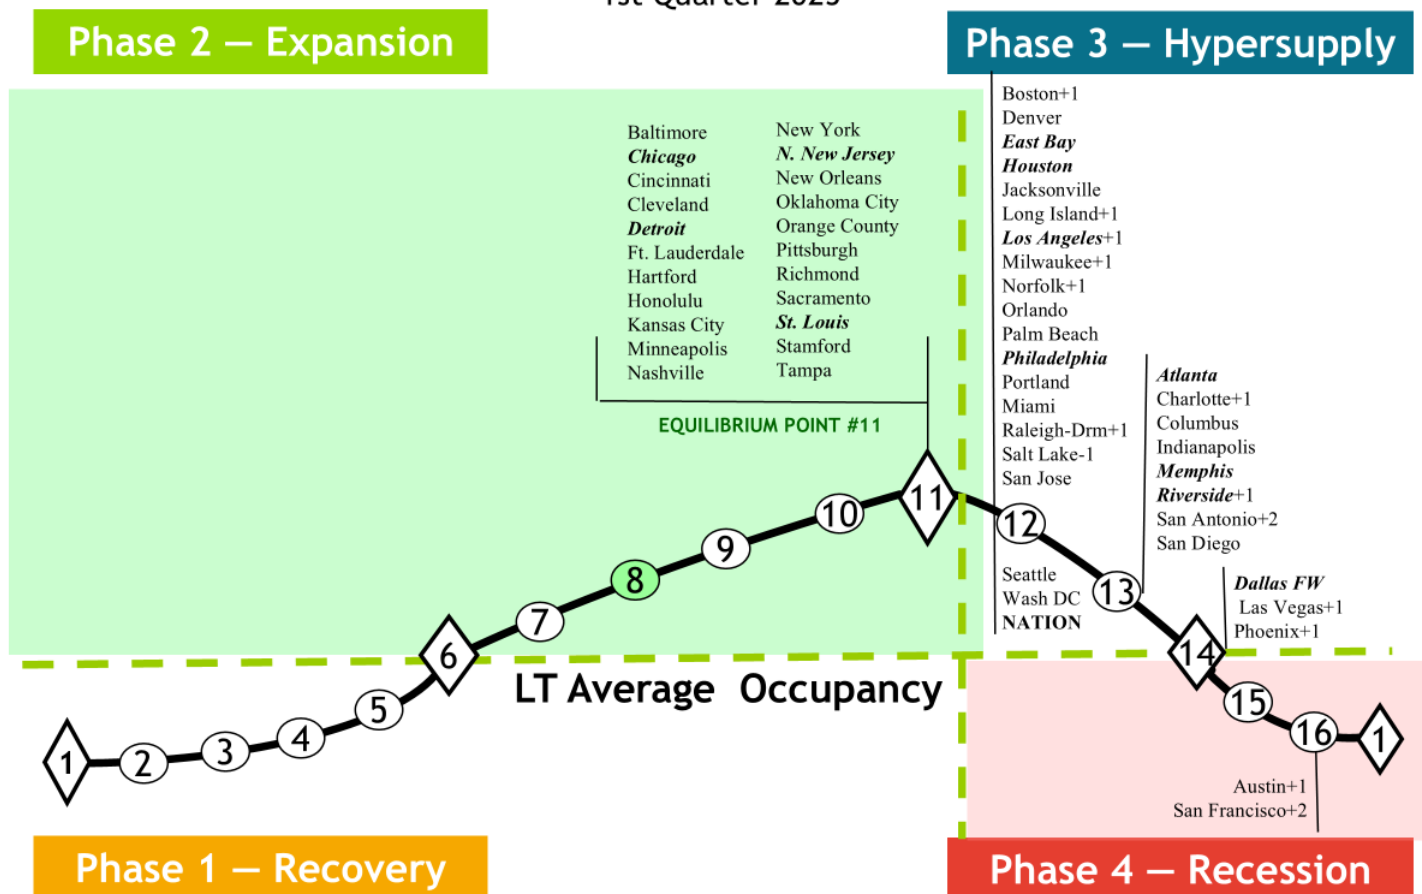 1st Quarter 2025
Phase 2 — Expansion
Phase 3 — Hypersupply
Baltimore
Chicago
Cincinnati
Cleveland
Detroit
Ft. Lauderdale
Hartford
Honolulu
Kansas City
Minneapolis
Nashville
New York
N. New Jersey
New Orleans
Oklahoma City
Orange County
Pittsburgh
Richmond
Sacramento
St. Louis
Stamford
Tampa
EQUILIBRIUM POINT #11
Boston+1
Denver
East Bay
Houston
Jacksonville
Long Island+1
Los Angeles+1
Milwaukee+1
Norfolk+1
Orlando
Palm Beach
Philadelphia
Portland
Miami
Raleigh-Drm+1
Salt Lake-1
San Jose
Seattle
Wash DC
NATION
Atlanta
Charlotte+1
Columbus
Indianapolis
Memphis
Riverside+1
San Antonio+2
San Diego
Dallas FW
Las Vegas+1
Phoenix+1
1
2
3
4
5
6
7
8
9
10
11
12
13
14
15
16
1
LT Average Occupancy
Austin+1
San Francisco+2
Phase 1 — Recovery
Phase 4 — Recession